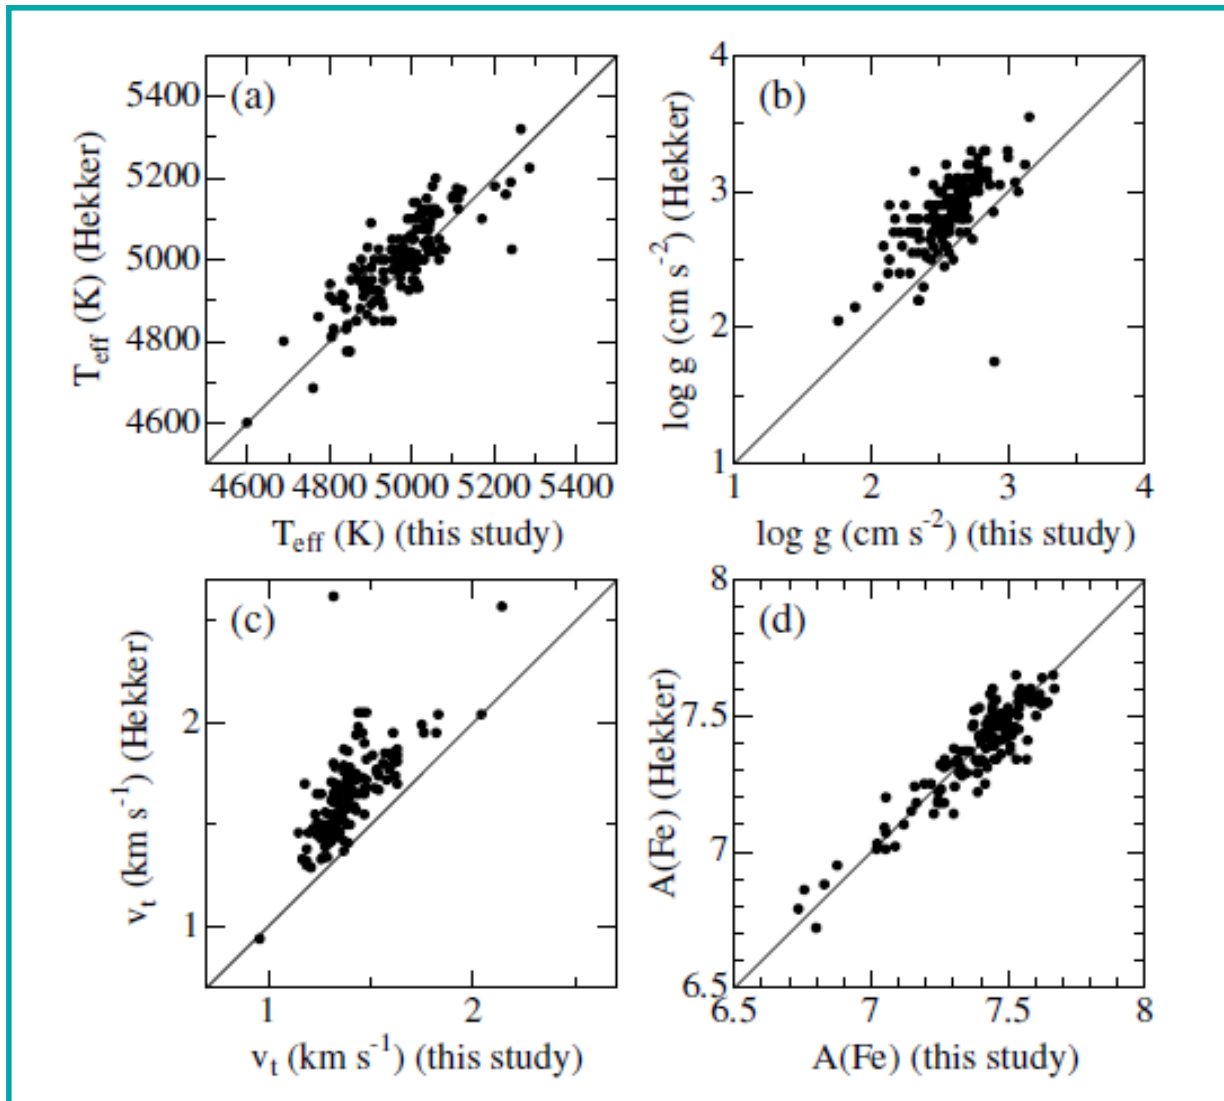 (a)
5400
5200
5000
4800
4600
T_eff (K) (Hekker)
4600 4800 5000 5200 5400
T_eff (K) (this study)
(b)
4
3
2
1
log g (cm s^-2) (Hekker)
1 2 3 4
log g (cm s^-2) (this study)
(c)
2
1
v_t (km s^-1) (Hekker)
1 2
v_t (km s^-1) (this study)
(d)
8
7.5
7
6.5
A(Fe) (Hekker)
6.5 7 7.5 8
A(Fe) (this study)